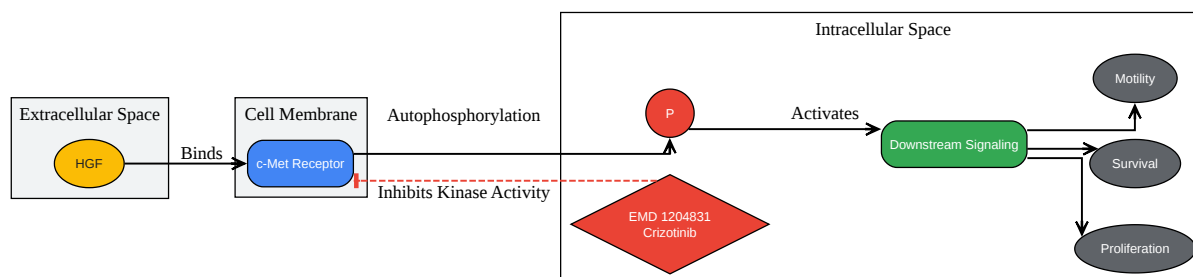 Intracellular Space
Motility
Extracellular Space
Cell Membrane
Autophosphorylation
P
Activates
HGF
Binds
c-Met Receptor
Downstream Signaling
Survival
Inhibits Kinase Activity
EMD 1204831
Crizotinib
Proliferation